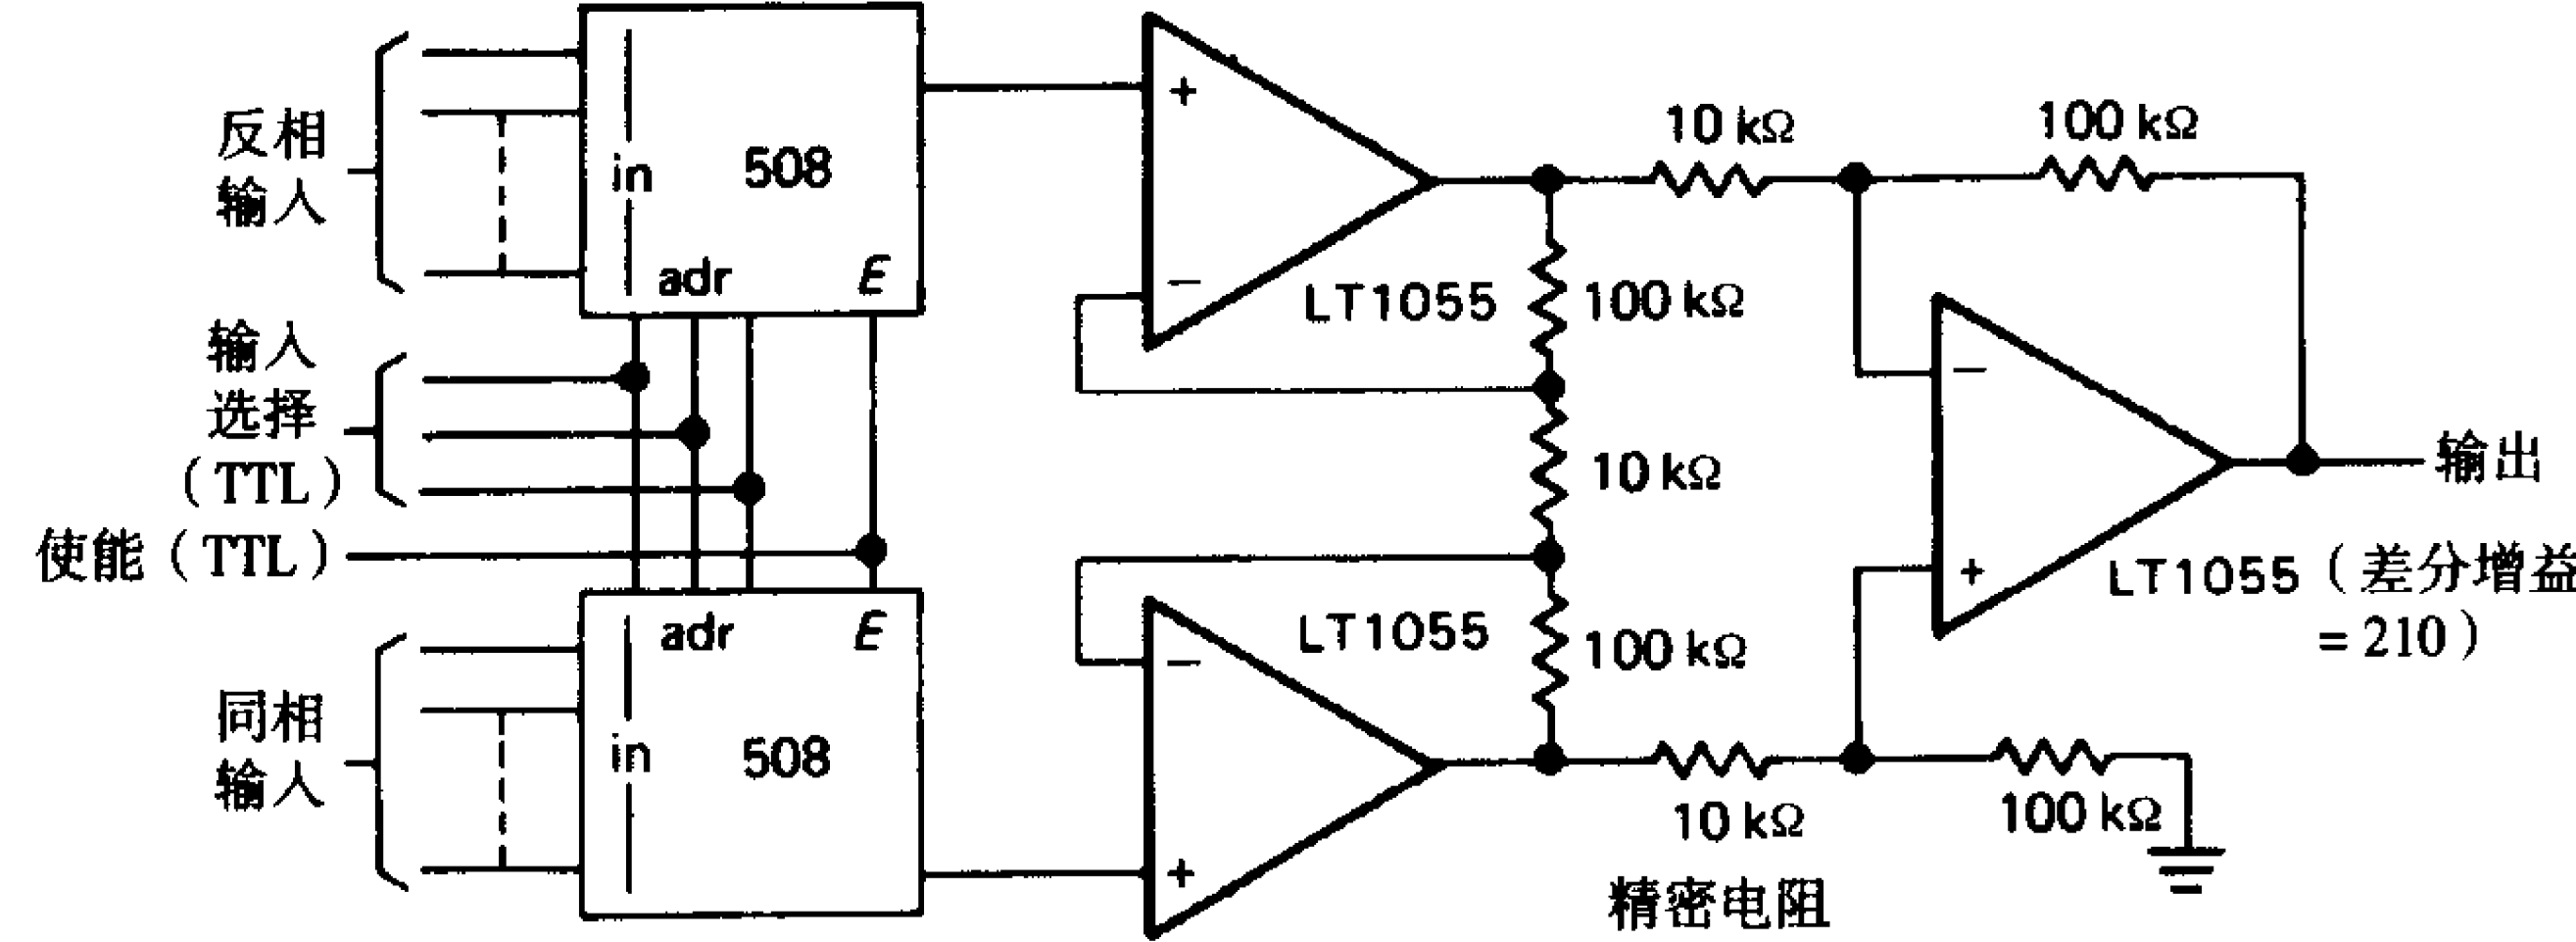 反相
输入
in
508
adr
E
+
−
LT1055
10 kΩ
100 kΩ
100 kΩ
输入
选择
（TTL）
使能（TTL）
10 kΩ
−
+
输出
LT1055（差分增益
=210）
adr
E
同相
输入
in
508
LT1055
−
+
100 kΩ
10 kΩ
100 kΩ
精密电阻